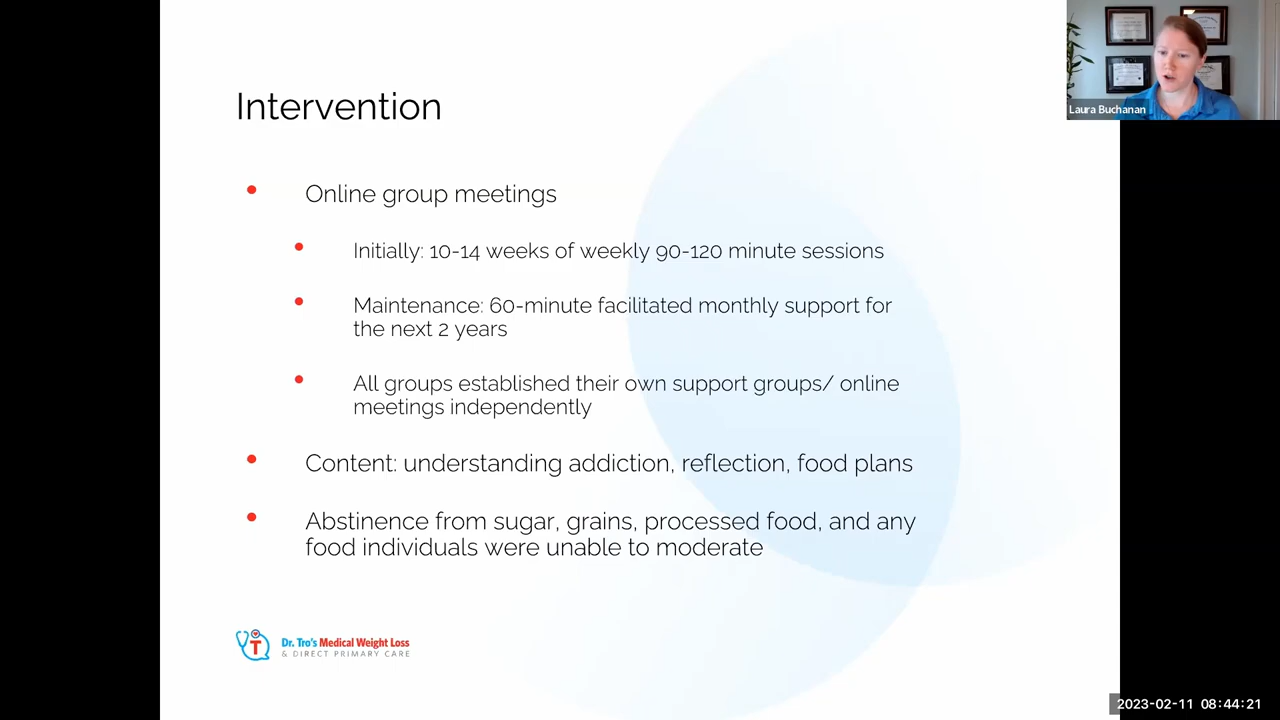 Intervention
Online group meetings
Initially: 10-14 weeks of weekly 90-120 minute sessions
Maintenance: 60-minute facilitated monthly support for
the next 2 years
All groups established their own support groups/ online
meetings independently
Content: understanding addiction, reflection, food plans
Abstinence from sugar, grains, processed food, and any
food individuals were unable to moderate
T
Dr. Tro's Medical Weight Loss
& DIRECT PRIMARY CARE
Laura Buchanan
2023-02-11 08:44:21